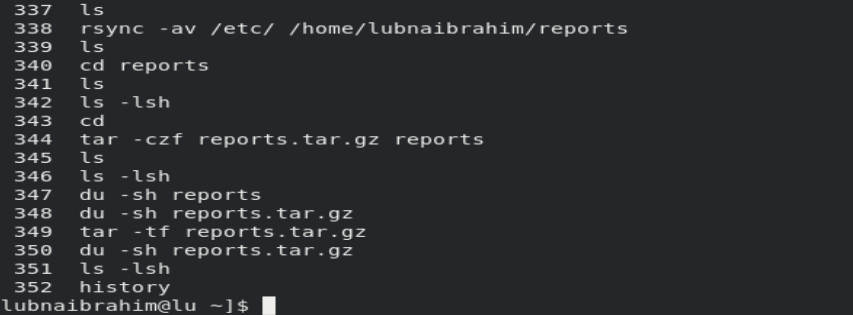 337 ls
338 rsync -av /etc/ /home/lubnaibrahim/reports
339 ls
340 cd reports
341 ls
342 ls -lsh
343 cd
344 tar -czf reports.tar.gz reports
345 ls
346 ls -lsh
347 du -sh reports
348 du -sh reports.tar.gz
349 tar -tf reports.tar.gz
350 du -sh reports.tar.gz
351 ls -lsh
352 history
lubnaibrahim@lu ~]$